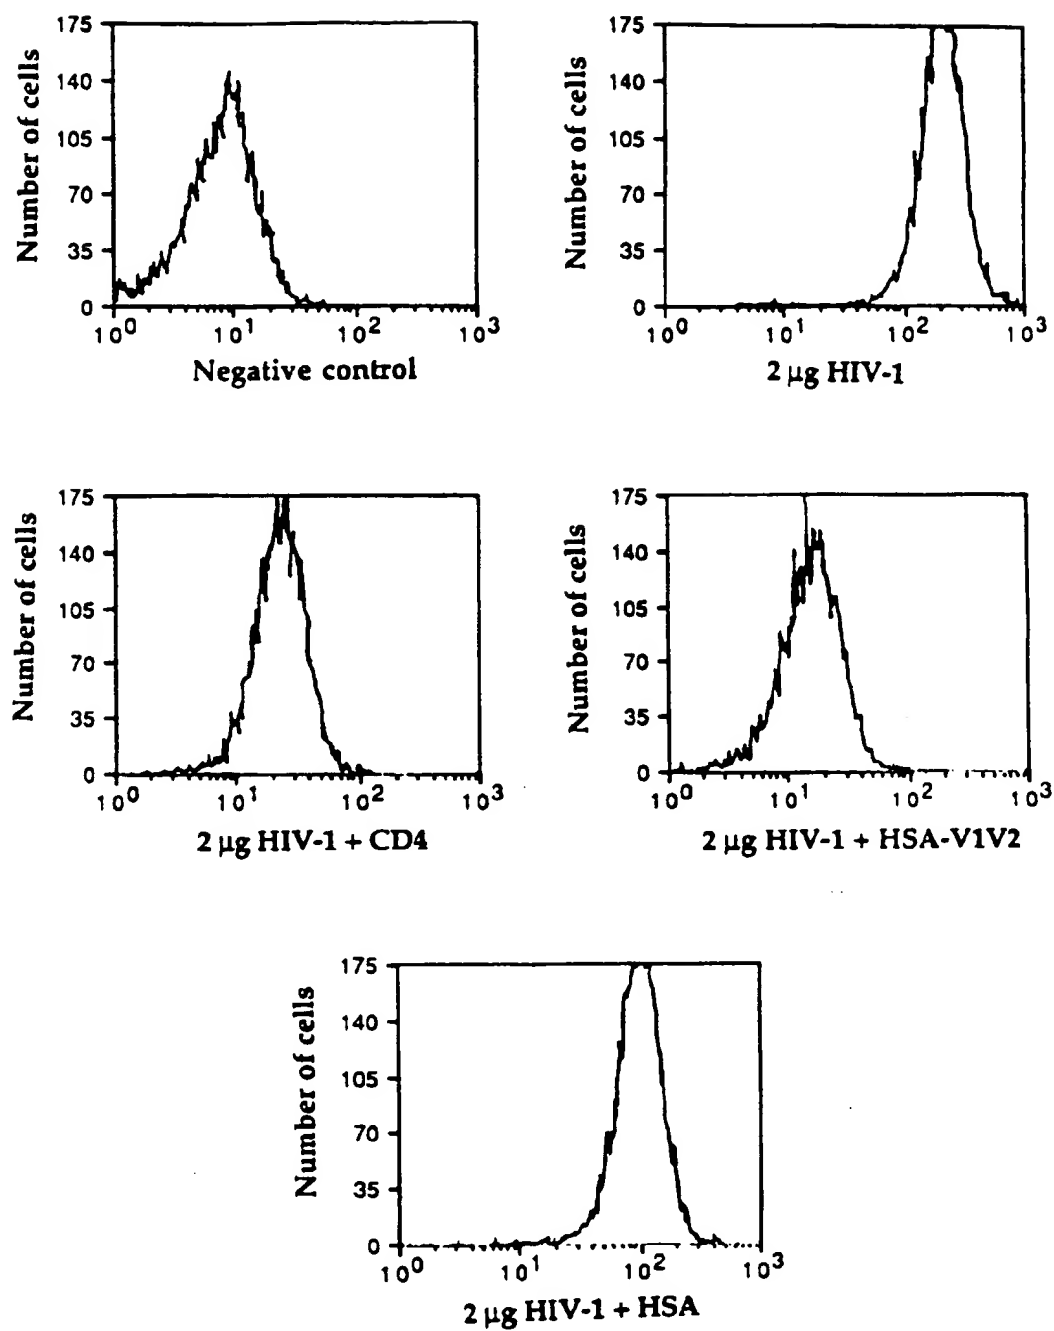 Number of cells
175
140
105
70
35
0
10^0 10^1 10^2 10^3
Negative control
Number of cells
175
140
105
70
35
0
10^0 10^1 10^2 10^3
2 µg HIV-1
Number of cells
175
140
105
70
35
0
10^0 10^1 10^2 10^3
2 µg HIV-1 + CD4
Number of cells
175
140
105
70
35
0
10^0 10^1 10^2 10^3
2 µg HIV-1 + HSA-V1V2
Number of cells
175
140
105
70
35
0
10^0 10^1 10^2 10^3
2 µg HIV-1 + HSA